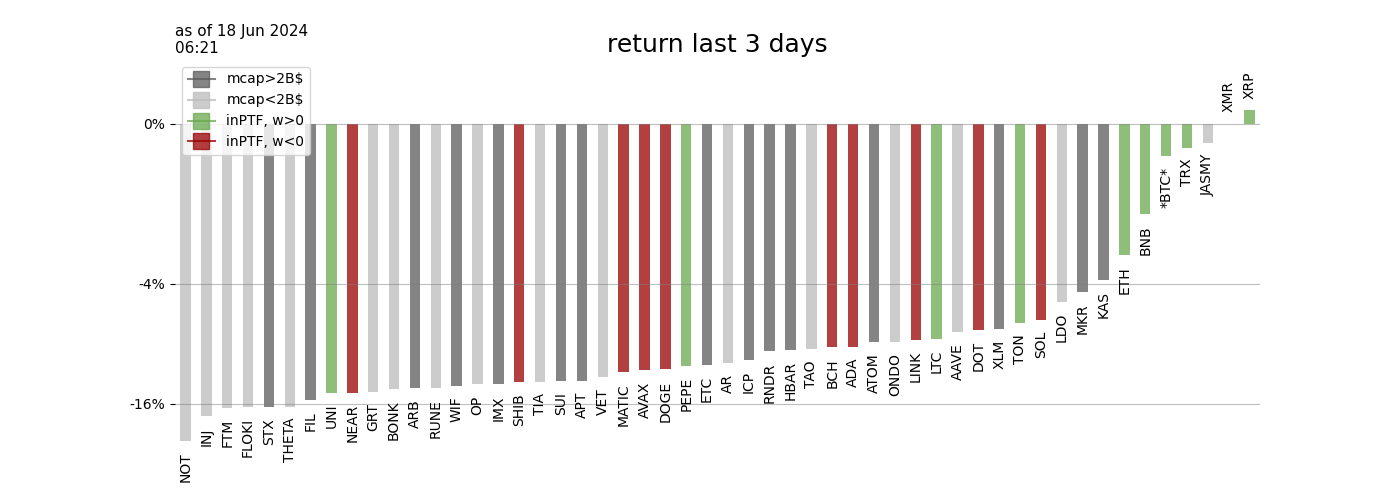 as of 18 Jun 2024
06:21
return last 3 days
mcap>2B$
mcap<2B$
inPTF, w>0
inPTF, w<0
0%
-4%
-16%
NOT
INJ
FTM
FLOKI
STX
THETA
FIL
UNI
NEAR
GRT
BONK
ARB
RUNE
WIF
OP
IMX
SHIB
TIA
SUI
APT
VET
MATIC
AVAX
DOGE
PEPE
ETC
AR
ICP
RNDR
HBAR
TAO
BCH
ADA
ATOM
ONDO
LINK
LTC
AAVE
DOT
XLM
TON
SOL
LDO
MKR
KAS
ETH
BNB
*BTC*
TRX
JASMY
XMR
XRP